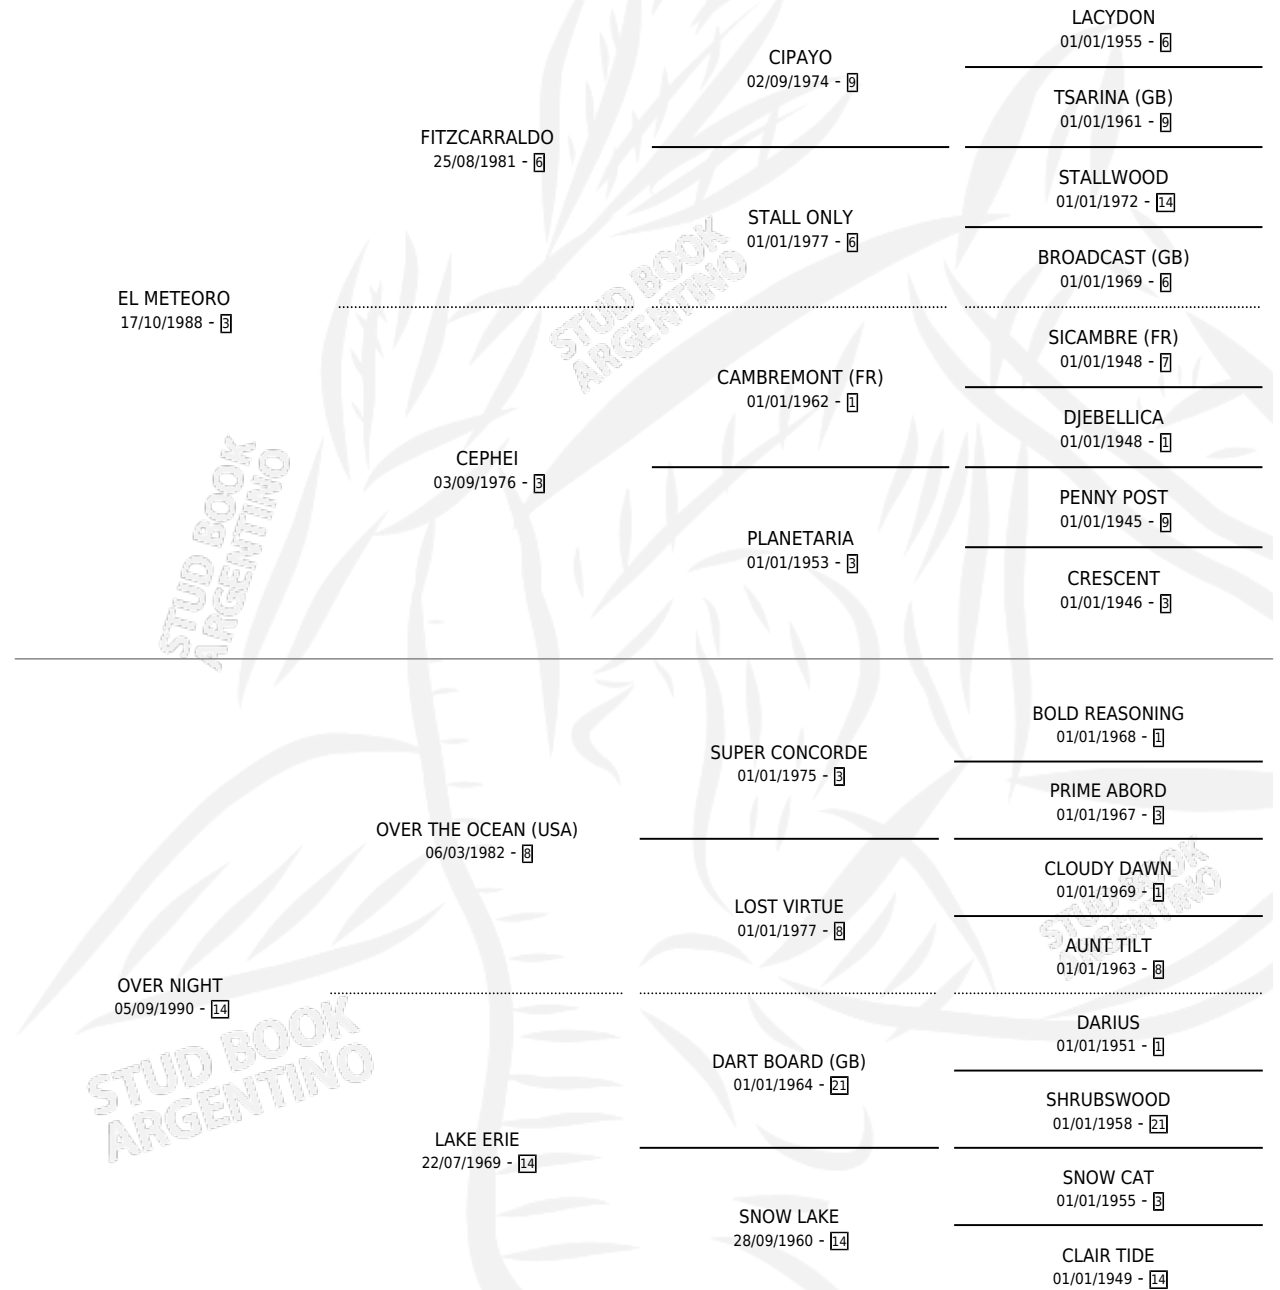 LACYDON
01/01/1955 - 6
CIPAYO
02/09/1974 - 9
TSARINA (GB)
01/01/1961 - 9
FITZCARRALDO
25/08/1981 - 6
STALLWOOD
01/01/1972 - 14
STALL ONLY
01/01/1977 - 6
BROADCAST (GB)
01/01/1969 - 6
EL METEORO
17/10/1988 - 3
SICAMBRE (FR)
01/01/1948 - 7
CAMBREMONT (FR)
01/01/1962 - 1
DJEBELLICA
01/01/1948 - 1
CEPHEI
03/09/1976 - 3
PENNY POST
01/01/1945 - 9
PLANETARIA
01/01/1953 - 3
CRESCENT
01/01/1946 - 3
STUD BOOK
ARGENTINO
STUD BOOK
ARGENTINO
BOLD REASONING
01/01/1968 - 1
SUPER CONCORDE
01/01/1975 - 3
PRIME ABORD
01/01/1967 - 3
OVER THE OCEAN (USA)
06/03/1982 - 8
CLOUDY DAWN
01/01/1969 - 1
LOST VIRTUE
01/01/1977 - 8
AUNT TILT
01/01/1963 - 8
STUD BOOK
ARGENTINO
OVER NIGHT
05/09/1990 - 14
DARIUS
01/01/1951 - 1
DART BOARD (GB)
01/01/1964 - 21
SHRUBSWOOD
01/01/1958 - 21
STUD BOOK
ARGENTINO
LAKE ERIE
22/07/1969 - 14
SNOW CAT
01/01/1955 - 3
SNOW LAKE
28/09/1960 - 14
CLAIR TIDE
01/01/1949 - 14